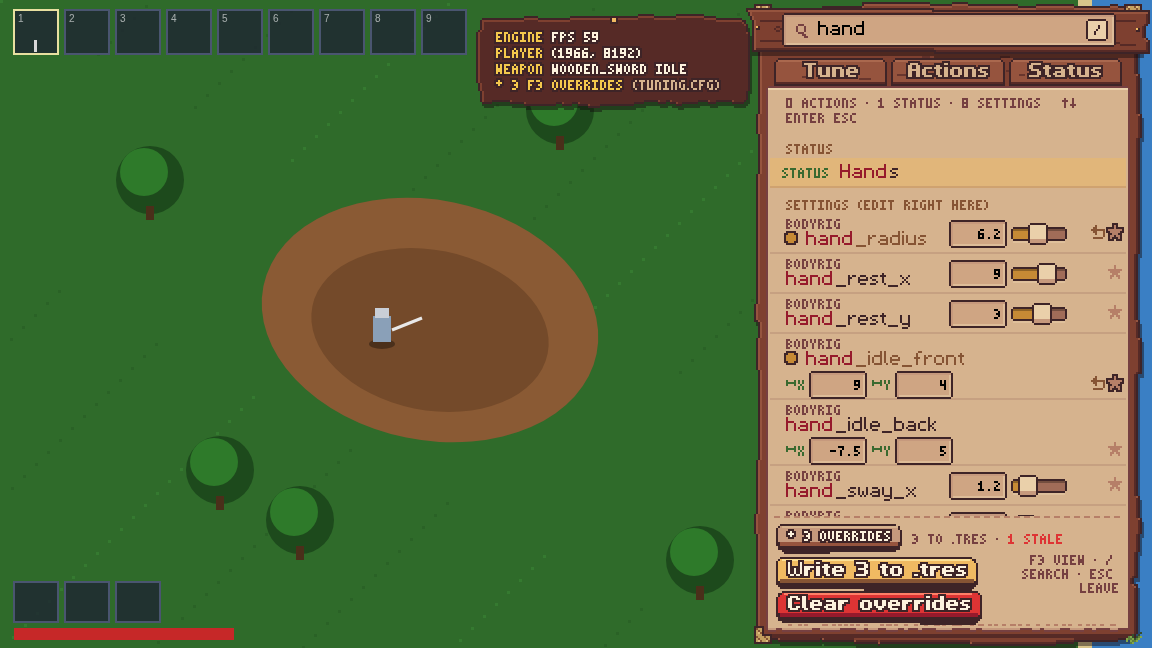 1 2 3 4 5 6 7 8 9
ENGINE FPS 59
PLAYER (1966, 8192)
WEAPON WOODEN_SWORD IDLE
+ 3 F3 OVERRIDES (TUNING.CFG)
hand /
Tune Actions Status
0 ACTIONS · 1 STATUS · 8 SETTINGS ↑↓
ENTER ESC
STATUS
STATUS Hands
SETTINGS (EDIT RIGHT HERE)
BODYRIG
hand_radius 6.2
BODYRIG
hand_rest_x 9
BODYRIG
hand_rest_y 3
BODYRIG
hand_idle_front
X 9 Y 4
BODYRIG
hand_idle_back
X -7.5 Y 5
BODYRIG
hand_sway_x 1.2
+ 3 OVERRIDES 3 TO .TRES · 1 STALE
Write 3 to .tres
Clear overrides
F3 VIEW · /
SEARCH · ESC
LEAVE